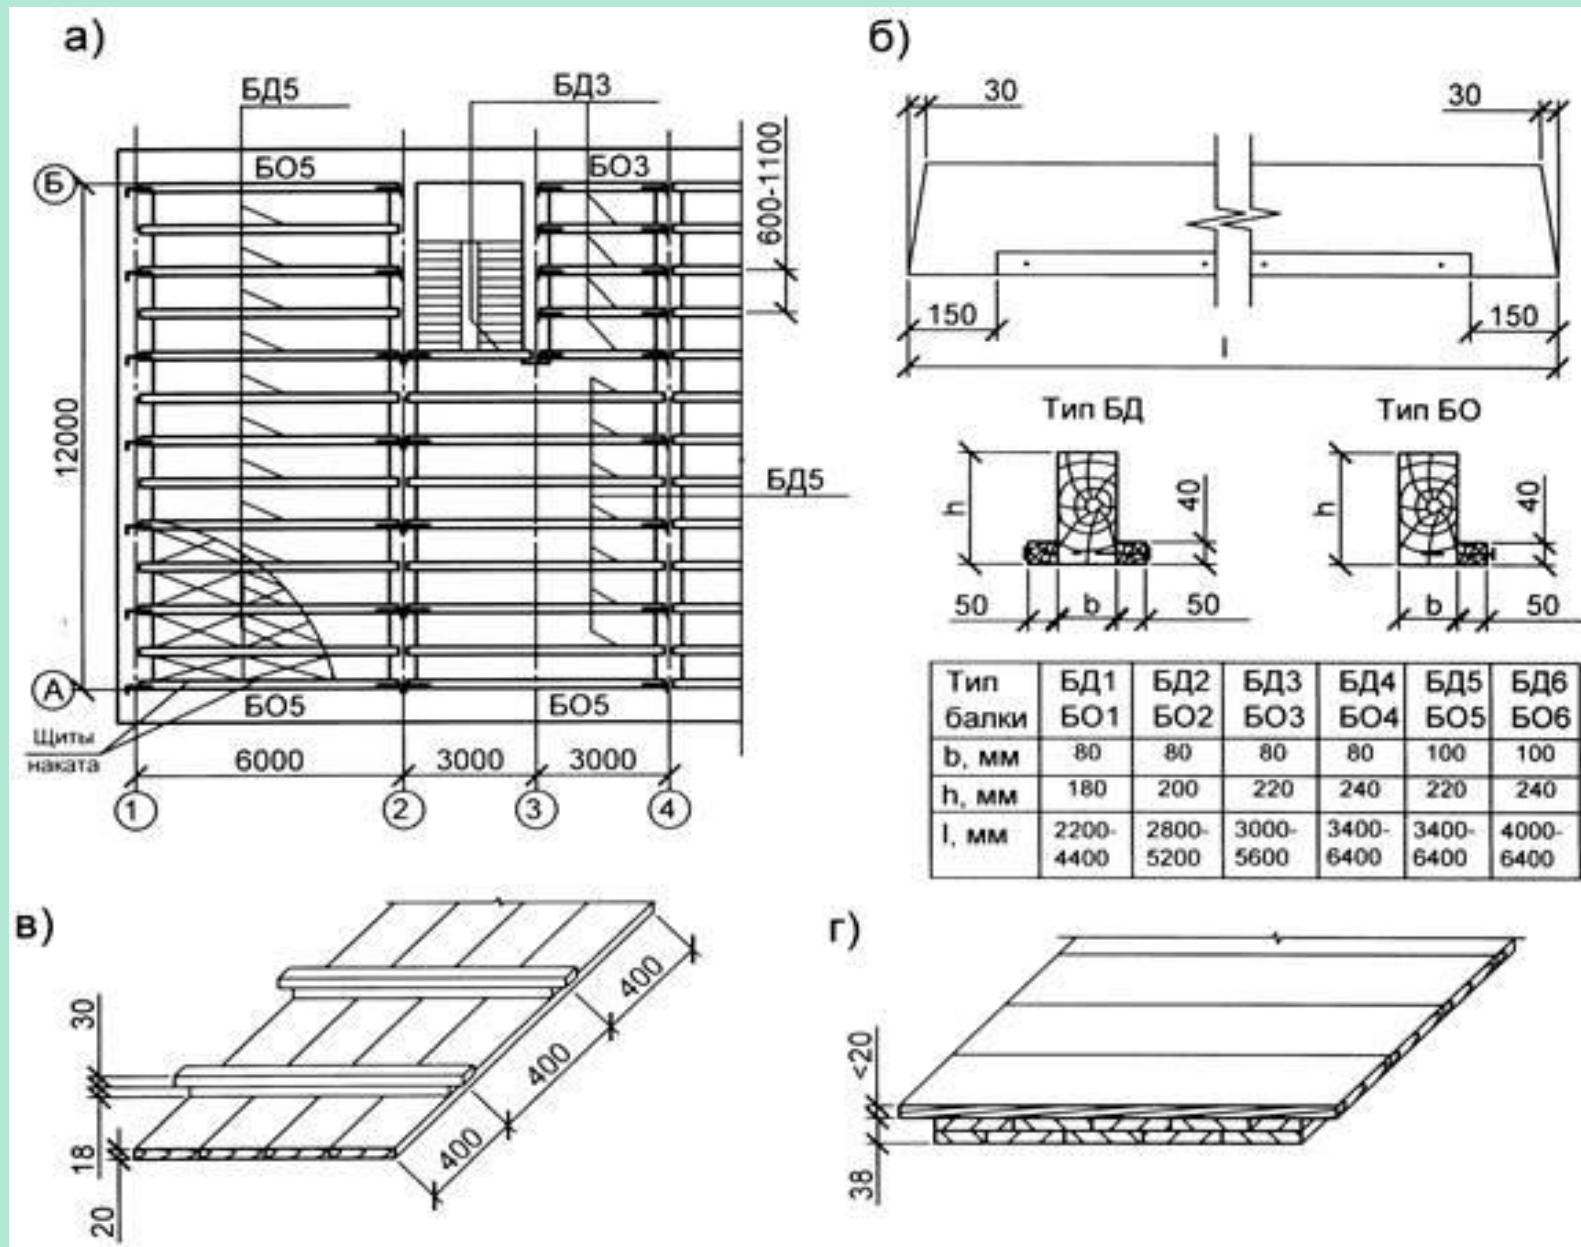 а)
БД5
БД3
БО5
БО3
600-1100
Б
12000
БД5
А
БО5
БО5
Щиты
наката
6000
3000
3000
1
2
3
4
б)
30
30
150
150
l
Тип БД
Тип БО
h
40
50
b
50
h
40
b
50
Тип балки
БД1 БО1
БД2 БО2
БД3 БО3
БД4 БО4
БД5 БО5
БД6 БО6
b, мм 80 80 80 80 100 100
h, мм 180 200 220 240 220 240
l, мм 2200-4400 2800-5200 3000-5600 3400-6400 3400-6400 4000-6400
в)
30
18
20
400
400
400
г)
<20
38